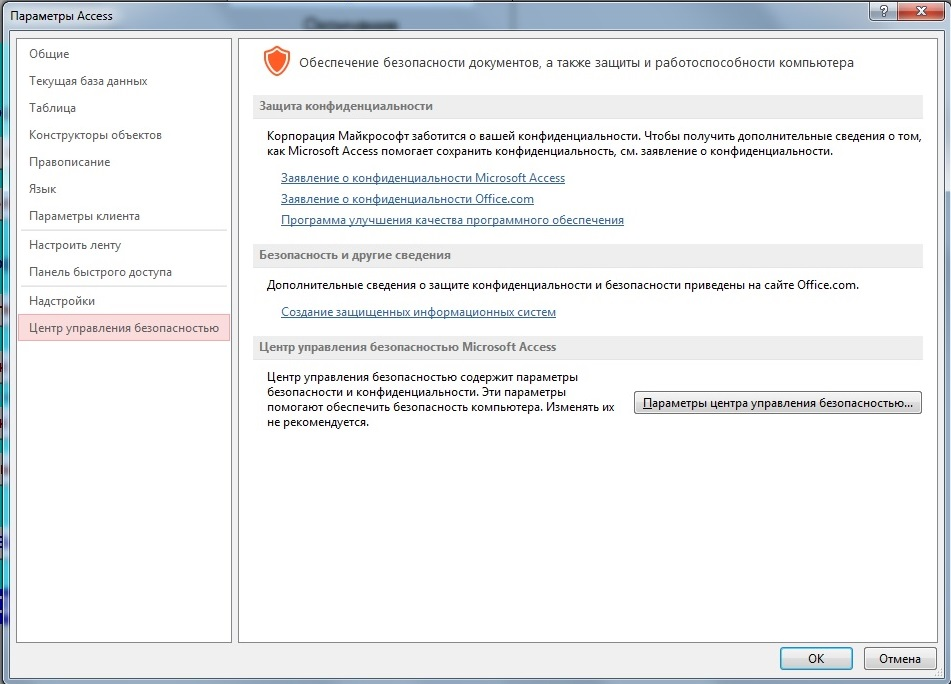 Параметры Access
?
Общие
Текущая база данных
Таблица
Конструкторы объектов
Правописание
Язык
Параметры клиента
Настроить ленту
Панель быстрого доступа
Надстройки
Центр управления безопасностью
Обеспечение безопасности документов, а также защиты и работоспособности компьютера
Защита конфиденциальности
Корпорация Майкрософт заботится о вашей конфиденциальности. Чтобы получить дополнительные сведения о том,
как Microsoft Access помогает сохранить конфиденциальность, см. заявление о конфиденциальности.
Заявление о конфиденциальности Microsoft Access
Заявление о конфиденциальности Office.com
Программа улучшения качества программного обеспечения
Безопасность и другие сведения
Дополнительные сведения о защите конфиденциальности и безопасности приведены на сайте Office.com.
Создание защищенных информационных систем
Центр управления безопасностью Microsoft Access
Центр управления безопасностью содержит параметры
безопасности и конфиденциальности. Эти параметры
помогают обеспечить безопасность компьютера. Изменять их
не рекомендуется.
Параметры центра управления безопасностью...
ОК
Отмена